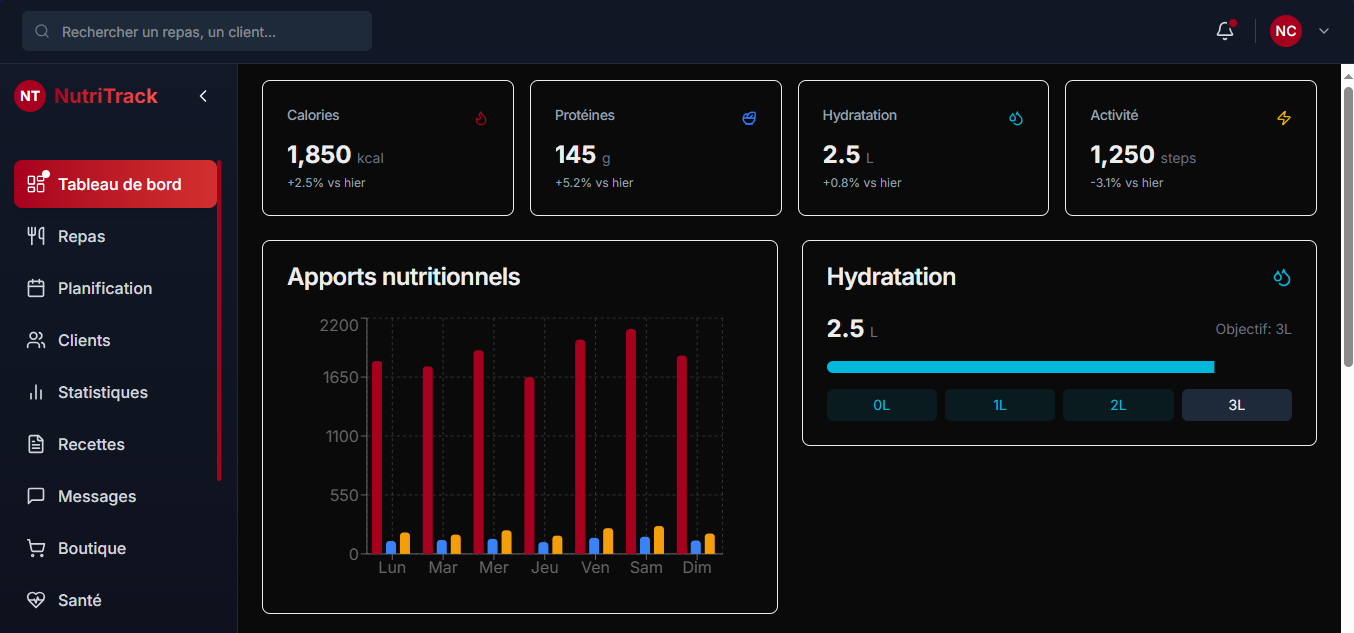 Rechercher un repas, un client...
NC
NT NutriTrack
Tableau de bord
Repas
Planification
Clients
Statistiques
Recettes
Messages
Boutique
Santé
Calories
1,850 kcal
+2.5% vs hier
Protéines
145 g
+5.2% vs hier
Hydratation
2.5 L
+0.8% vs hier
Activité
1,250 steps
-3.1% vs hier
Apports nutritionnels
2200
1650
1100
550
0
Lun Mar Mer Jeu Ven Sam Dim
Hydratation
2.5 L
Objectif: 3L
0L 1L 2L 3L